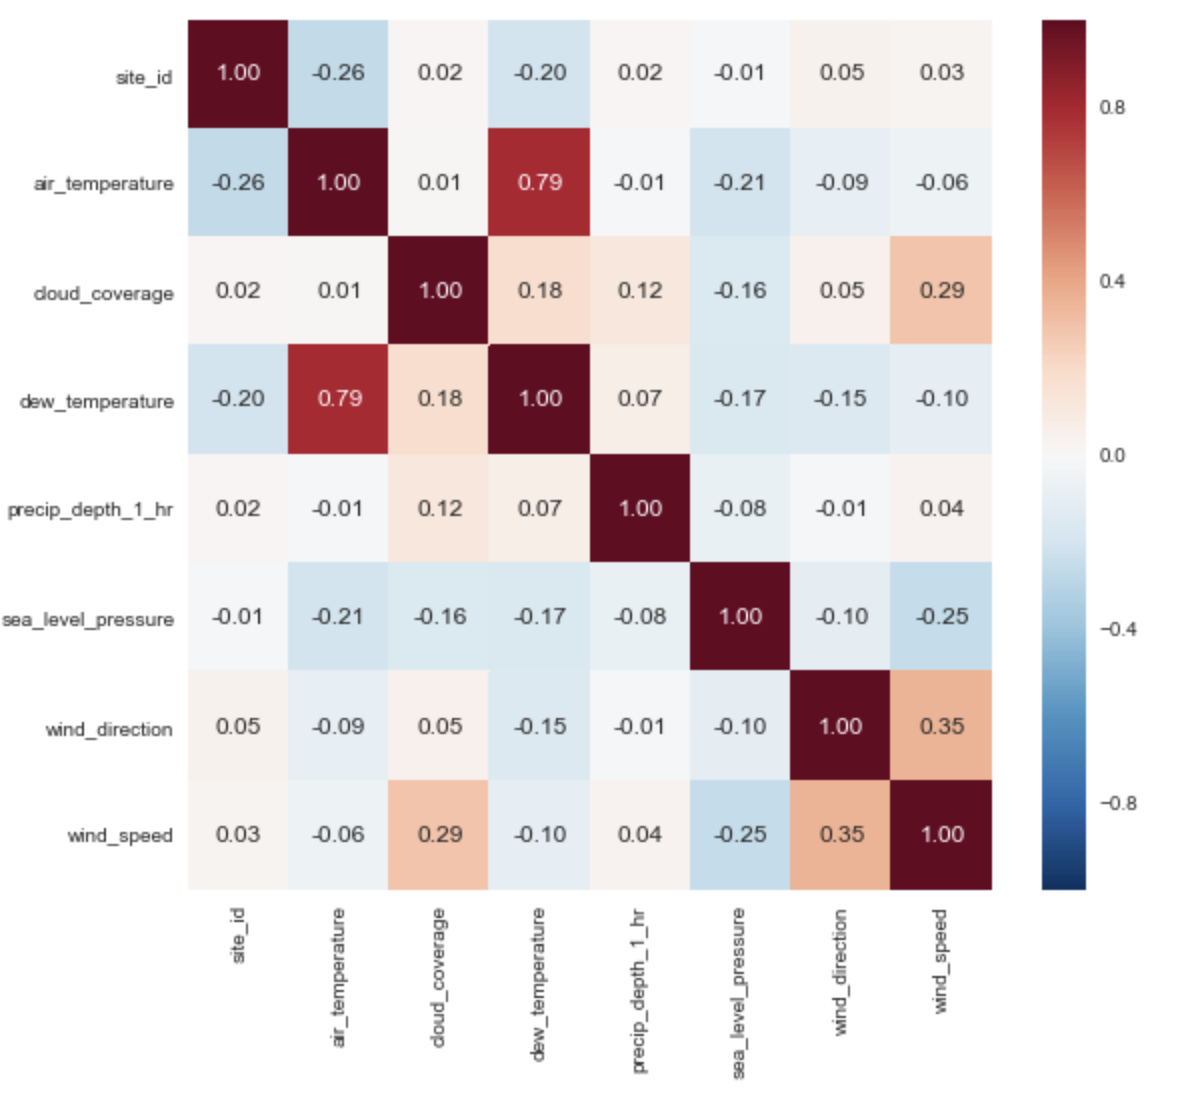 site_id 1.00 -0.26 0.02 -0.20 0.02 -0.01 0.05 0.03
air_temperature -0.26 1.00 0.01 0.79 -0.01 -0.21 -0.09 -0.06
cloud_coverage 0.02 0.01 1.00 0.18 0.12 -0.16 0.05 0.29
dew_temperature -0.20 0.79 0.18 1.00 0.07 -0.17 -0.15 -0.10
precip_depth_1_hr 0.02 -0.01 0.12 0.07 1.00 -0.08 -0.01 0.04
sea_level_pressure -0.01 -0.21 -0.16 -0.17 -0.08 1.00 -0.10 -0.25
wind_direction 0.05 -0.09 0.05 -0.15 -0.01 -0.10 1.00 0.35
wind_speed 0.03 -0.06 0.29 -0.10 0.04 -0.25 0.35 1.00
site_id
air_temperature
cloud_coverage
dew_temperature
precip_depth_1_hr
sea_level_pressure
wind_direction
wind_speed
0.8
0.4
0.0
−0.4
−0.8